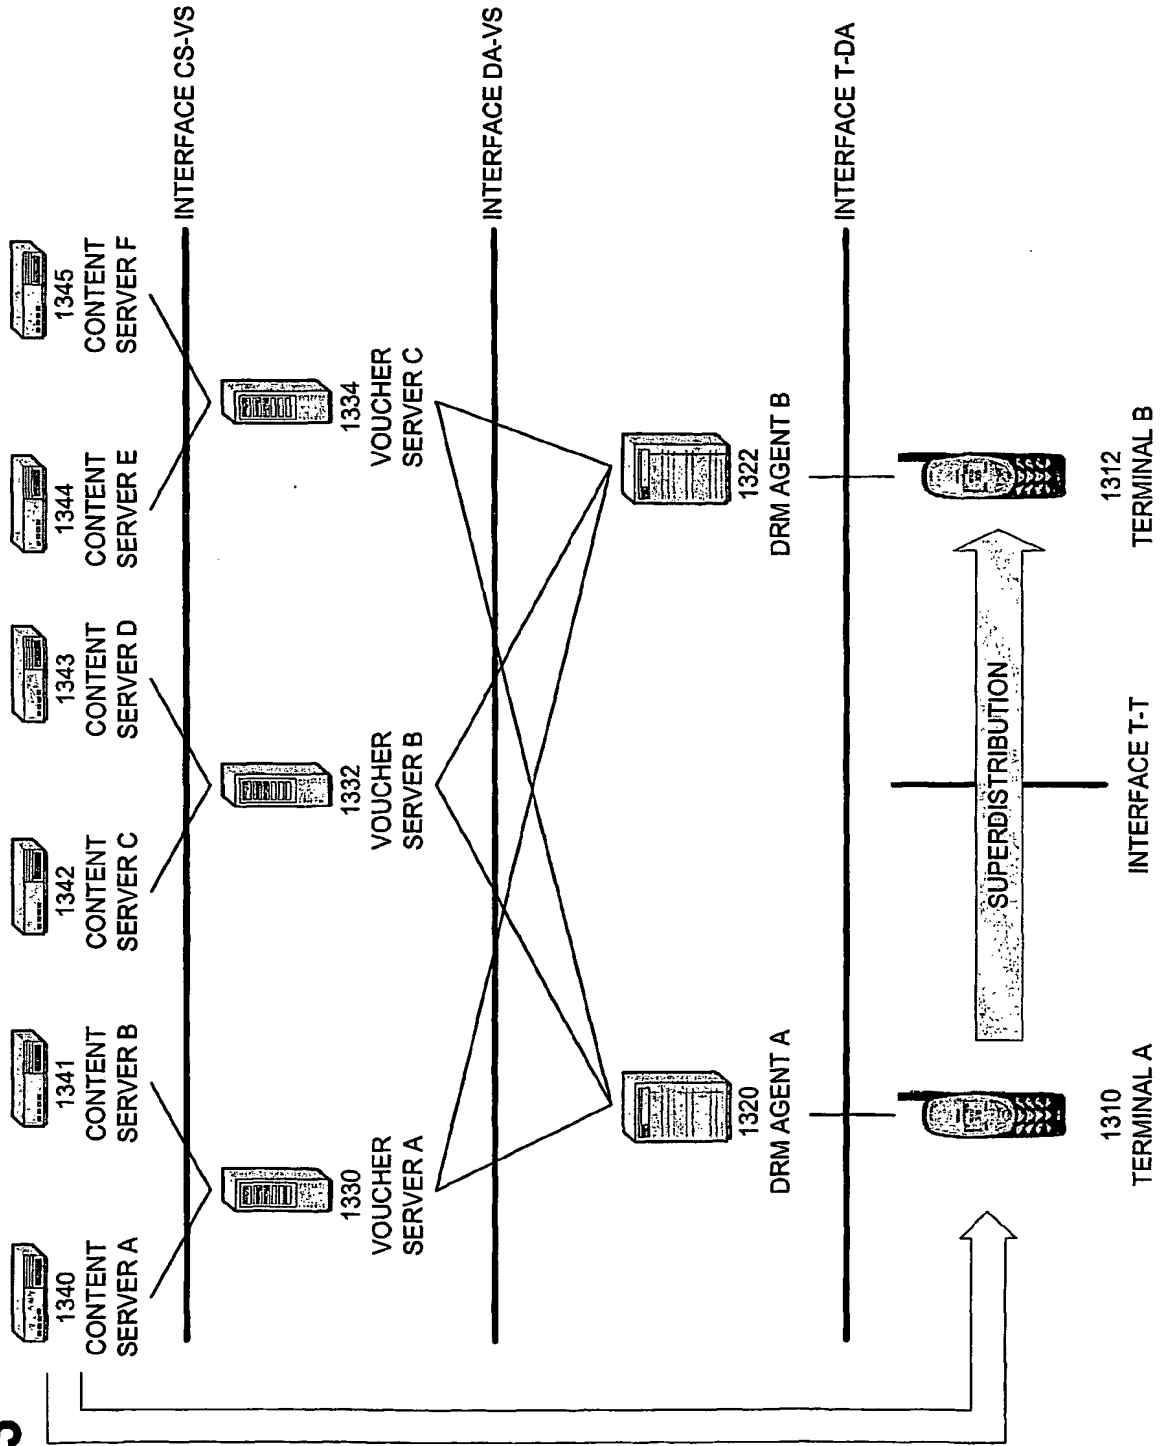 1340
CONTENT
SERVER A
1341
CONTENT
SERVER B
1342
CONTENT
SERVER C
1343
CONTENT
SERVER D
1344
CONTENT
SERVER E
1345
CONTENT
SERVER F
INTERFACE CS-VS
1330
VOUCHER
SERVER A
1332
VOUCHER
SERVER B
1334
VOUCHER
SERVER C
INTERFACE DA-VS
1320
DRM AGENT A
1322
DRM AGENT B
INTERFACE T-DA
SUPERDISTRIBUTION
1310
TERMINAL A
INTERFACE T-T
1312
TERMINAL B